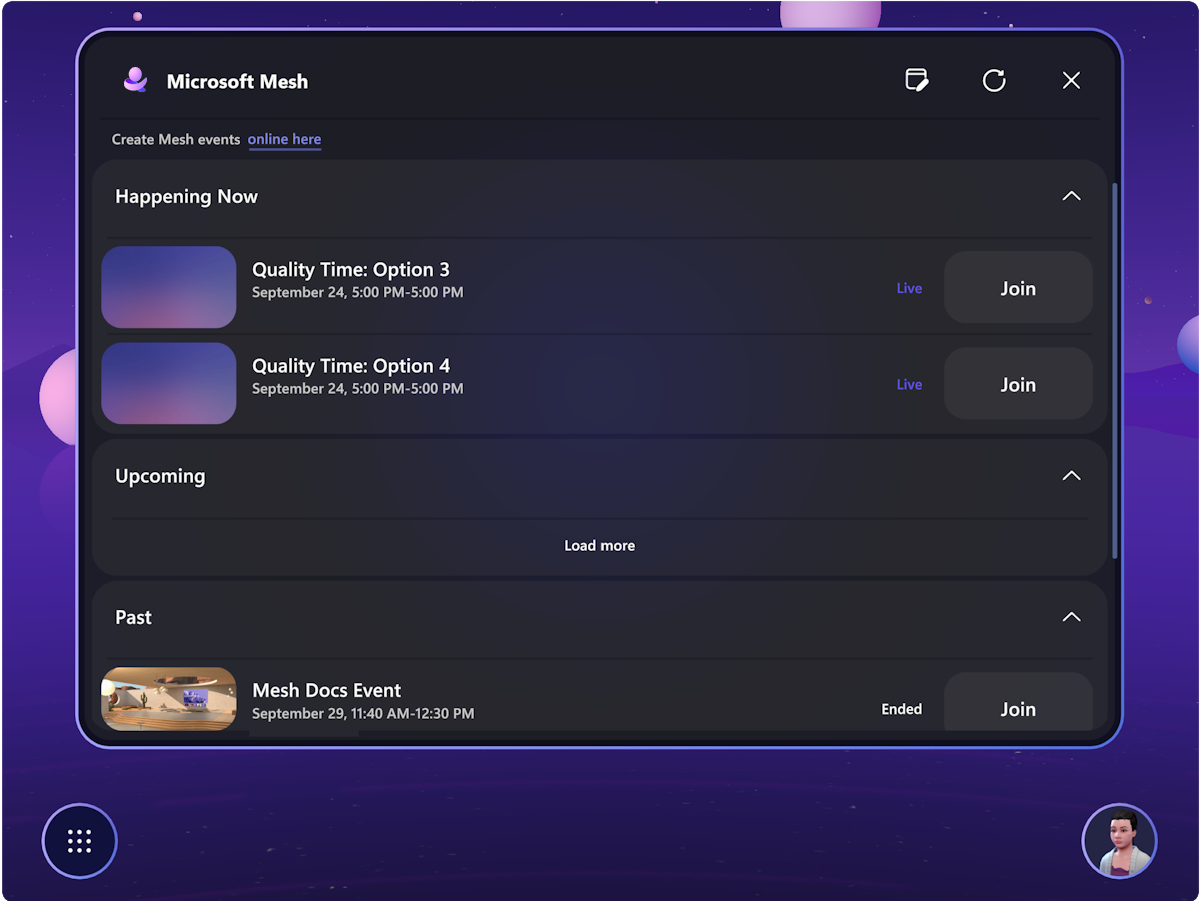 Microsoft Mesh
Create Mesh events online here
Happening Now
Quality Time: Option 3
September 24, 5:00 PM-5:00 PM
Live
Join
Quality Time: Option 4
September 24, 5:00 PM-5:00 PM
Live
Join
Upcoming
Load more
Past
Mesh Docs Event
September 29, 11:40 AM-12:30 PM
Ended
Join